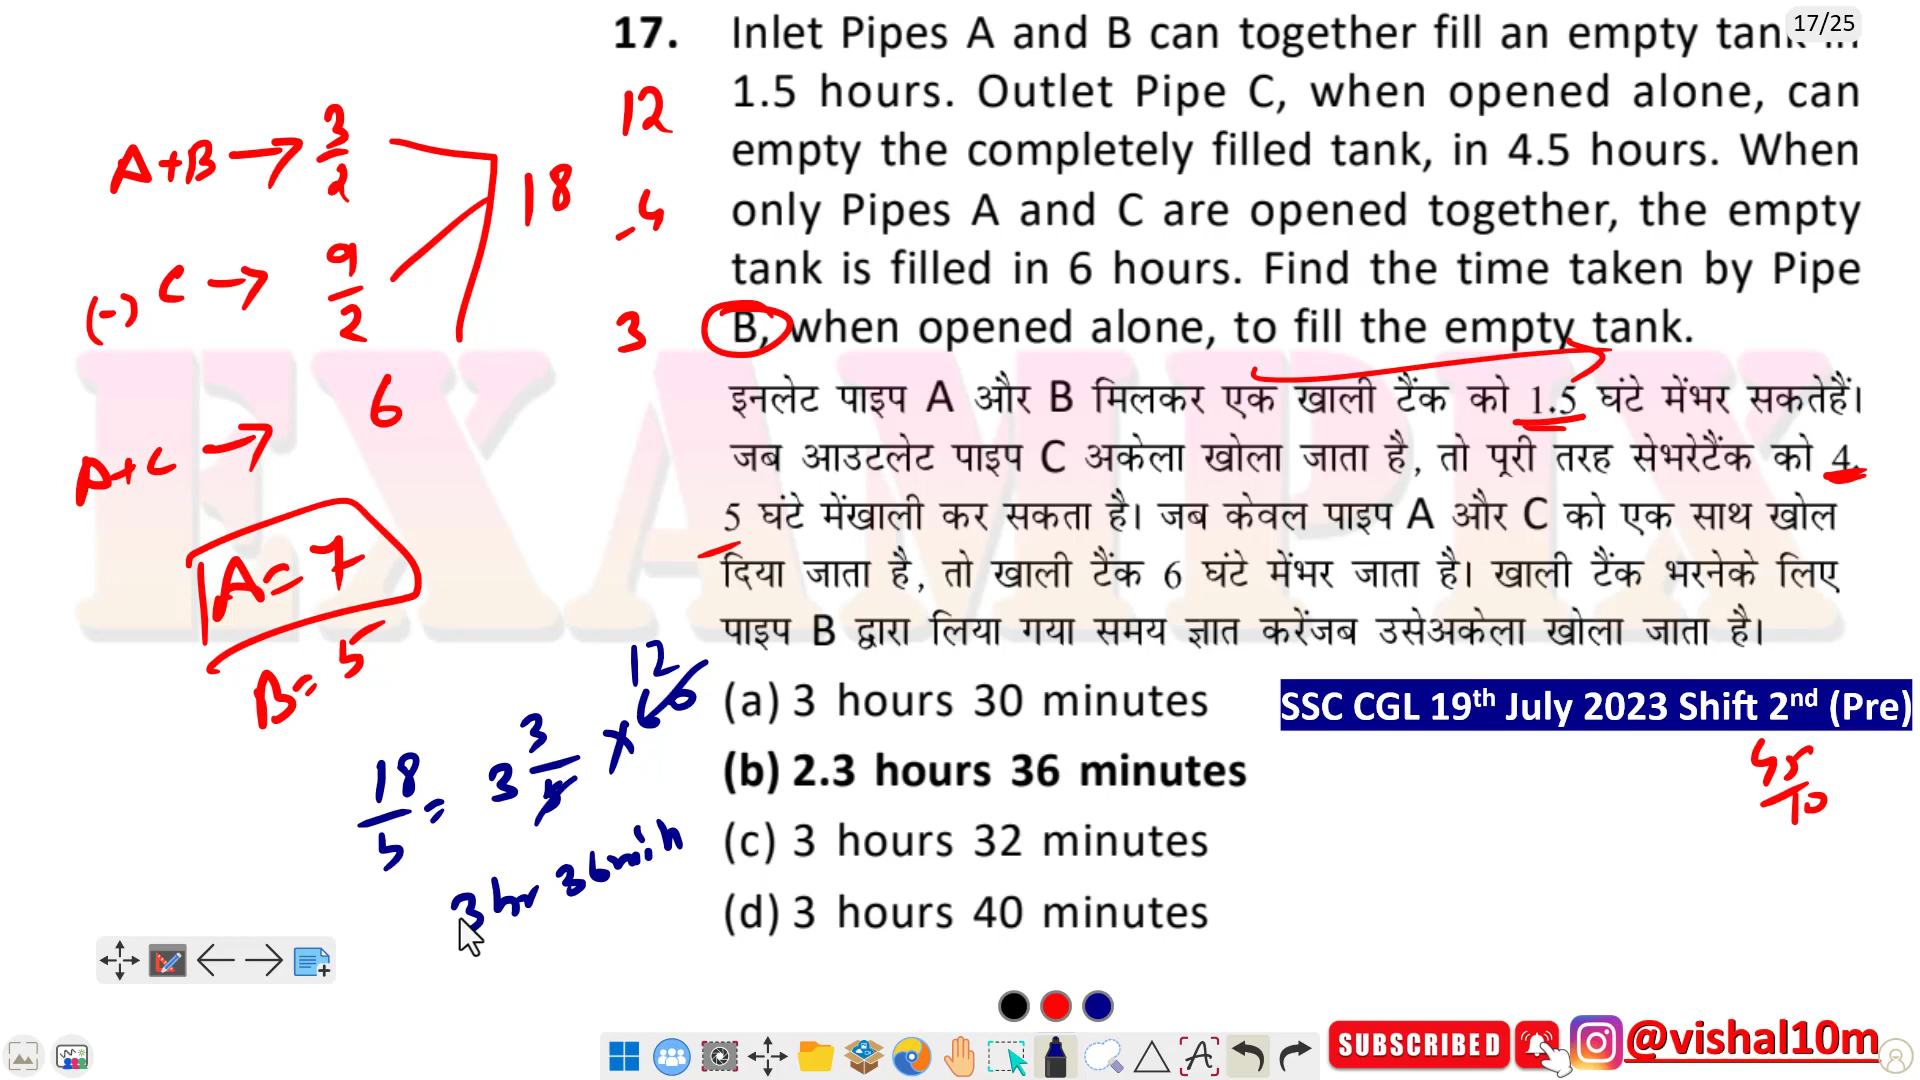 17/25
17. Inlet Pipes A and B can together fill an empty tank in
1.5 hours. Outlet Pipe C, when opened alone, can
empty the completely filled tank, in 4.5 hours. When
only Pipes A and C are opened together, the empty
tank is filled in 6 hours. Find the time taken by Pipe
B, when opened alone, to fill the empty tank.
इनलेट पाइप A और B मिलकर एक खाली टैंक को 1.5 घंटे मेंभर सकतेहैं।
जब आउटलेट पाइप C अकेला खोला जाता है, तो पूरी तरह सेभरेटैंक को 4.
5 घंटे मेंखाली कर सकता है। जब केवल पाइप A और C को एक साथ खोल
दिया जाता है, तो खाली टैंक 6 घंटे मेंभर जाता है। खाली टैंक भरनेके लिए
पाइप B द्वारा लिया गया समय ज्ञात करेंजब उसेअकेला खोला जाता है।
(a) 3 hours 30 minutes
SSC CGL 19th July 2023 Shift 2nd (Pre)
(b) 2.3 hours 36 minutes
(c) 3 hours 32 minutes
(d) 3 hours 40 minutes
A+B → 3/2
18
12
(-) C → 9/2
-4
A+C → 6
3
A = 7
B = 5
18/5 = 3 3/5 × 60
12
3 hr 36 min
45/10
EXAMPIX
SUBSCRIBED
@vishal10m